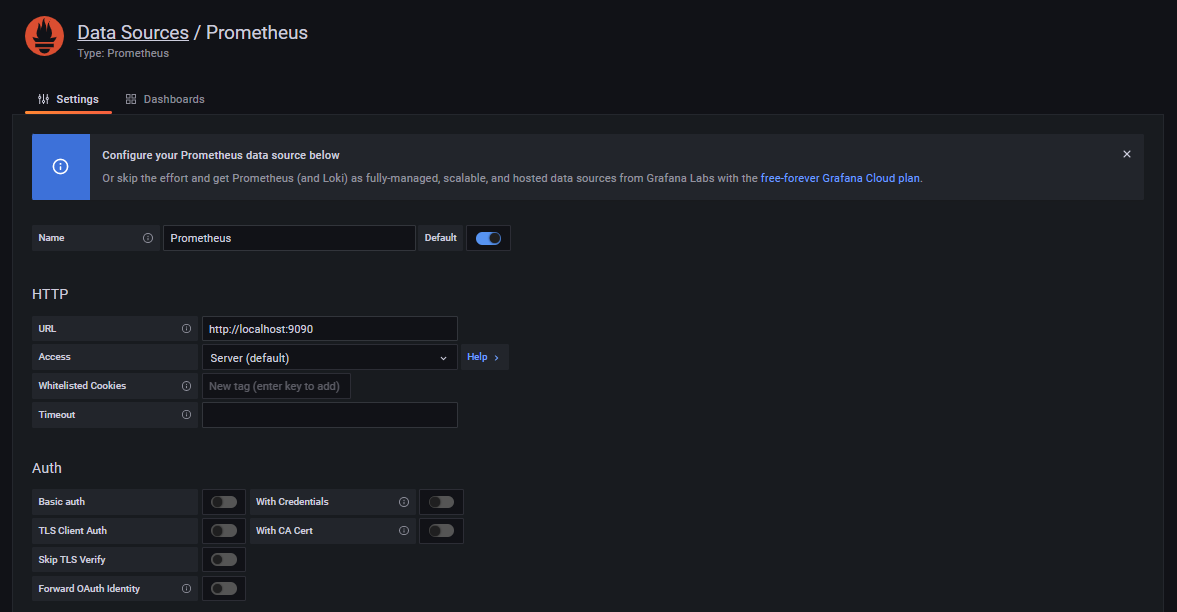 Data Sources / Prometheus
Type: Prometheus
Settings Dashboards
Configure your Prometheus data source below
Or skip the effort and get Prometheus (and Loki) as fully-managed, scalable, and hosted data sources from Grafana Labs with the free-forever Grafana Cloud plan.
Name Prometheus Default
HTTP
URL http://localhost:9090
Access Server (default) Help
Whitelisted Cookies New tag (enter key to add)
Timeout
Auth
Basic auth With Credentials
TLS Client Auth With CA Cert
Skip TLS Verify
Forward OAuth Identity